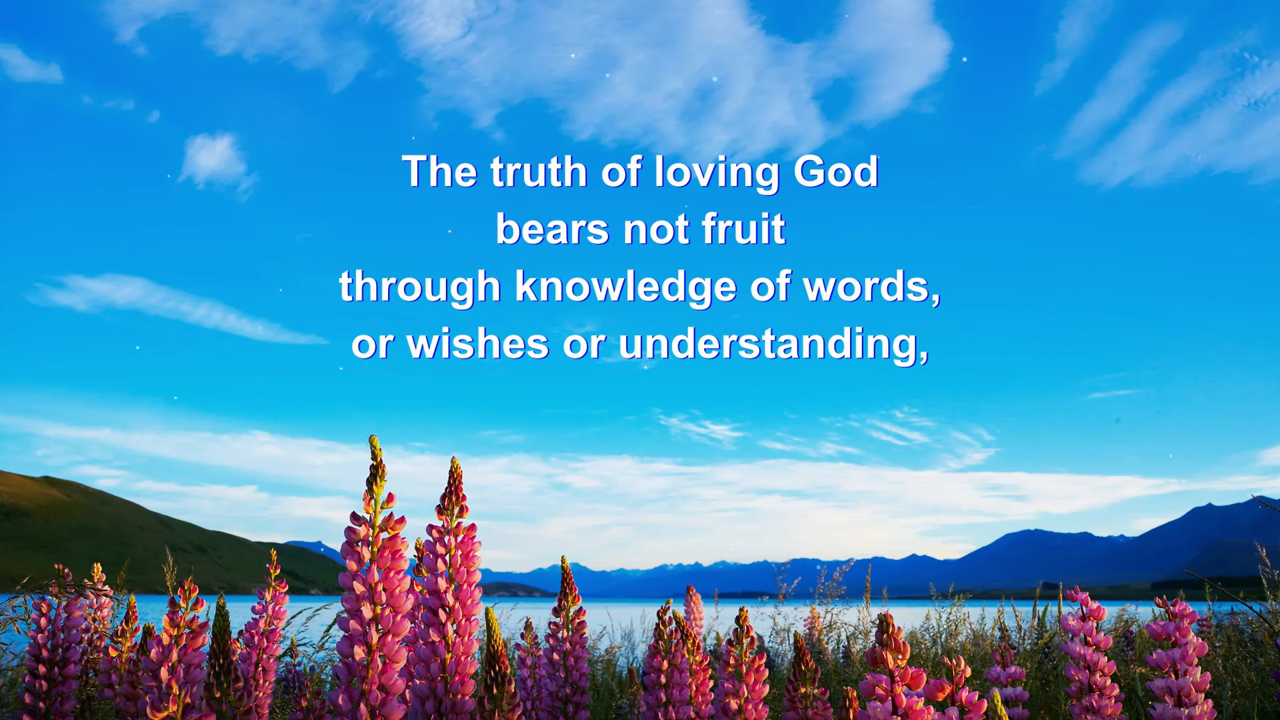 The truth of loving God
bears not fruit
through knowledge of words,
or wishes or understanding,